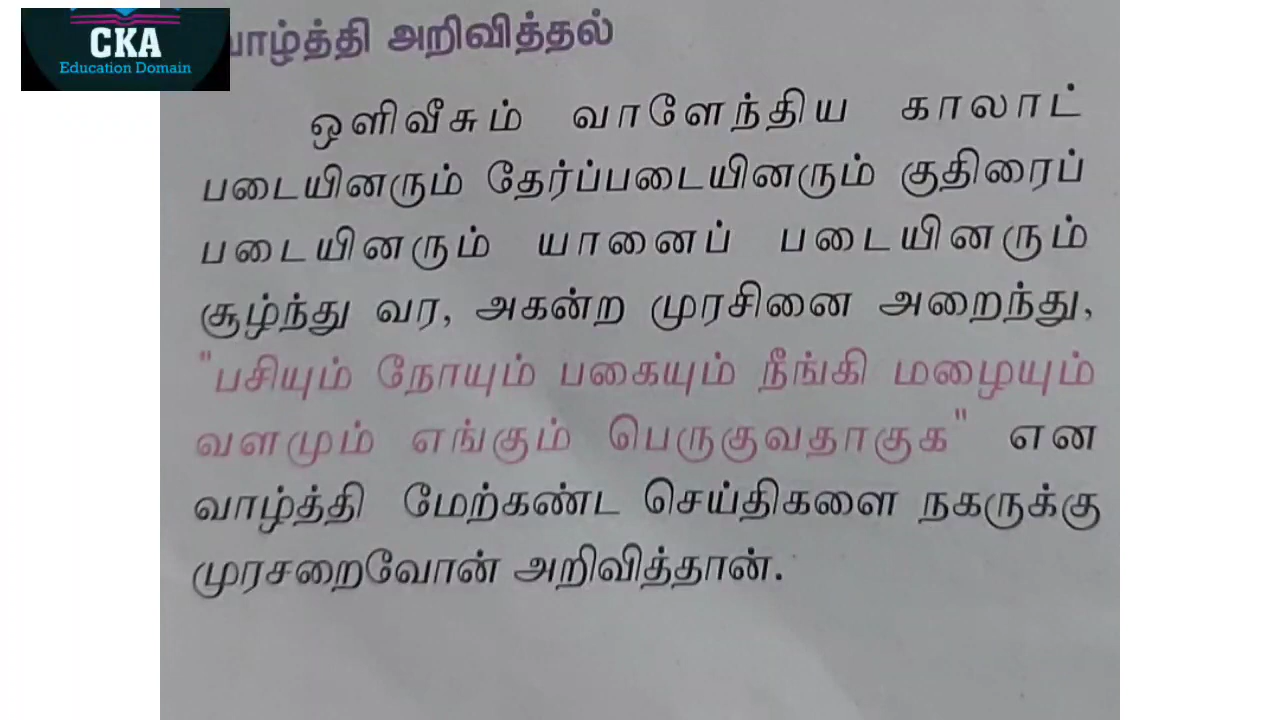 CKA
Education Domain
வாழ்த்தி அறிவித்தல்
ஒளிவீசும் வாளேந்திய காலாட்
படையினரும் தேர்ப்படையினரும் குதிரைப்
படையினரும் யானைப் படையினரும்
சூழ்ந்து வர, அகன்ற முரசினை அறைந்து,
"பசியும் நோயும் பகையும் நீங்கி மழையும்
வளமும் எங்கும் பெருகுவதாகுக" என
வாழ்த்தி மேற்கண்ட செய்திகளை நகருக்கு
முரசறைவோன் அறிவித்தான்.